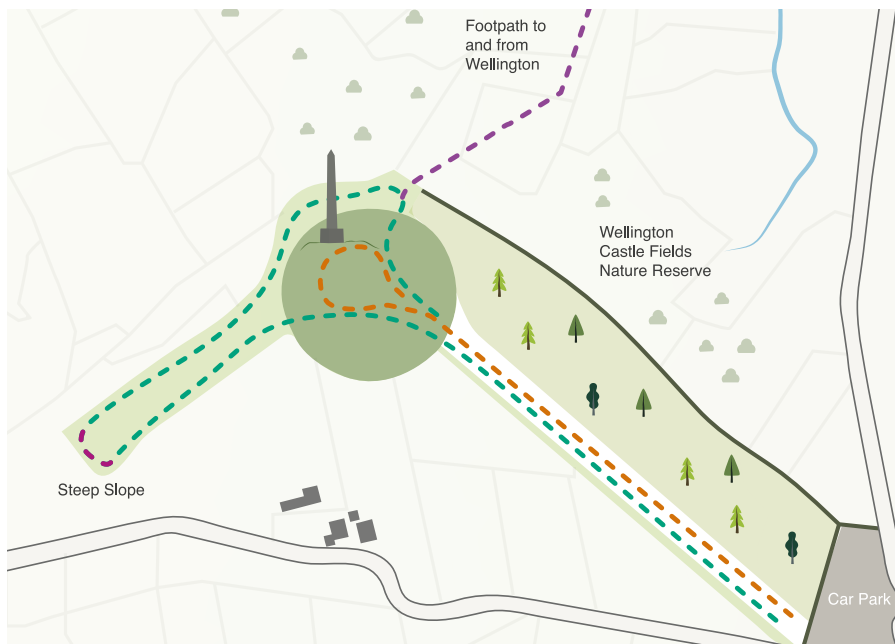 Footpath to
and from
Wellington
Wellington
Castle Fields
Nature Reserve
Steep Slope
Car Park